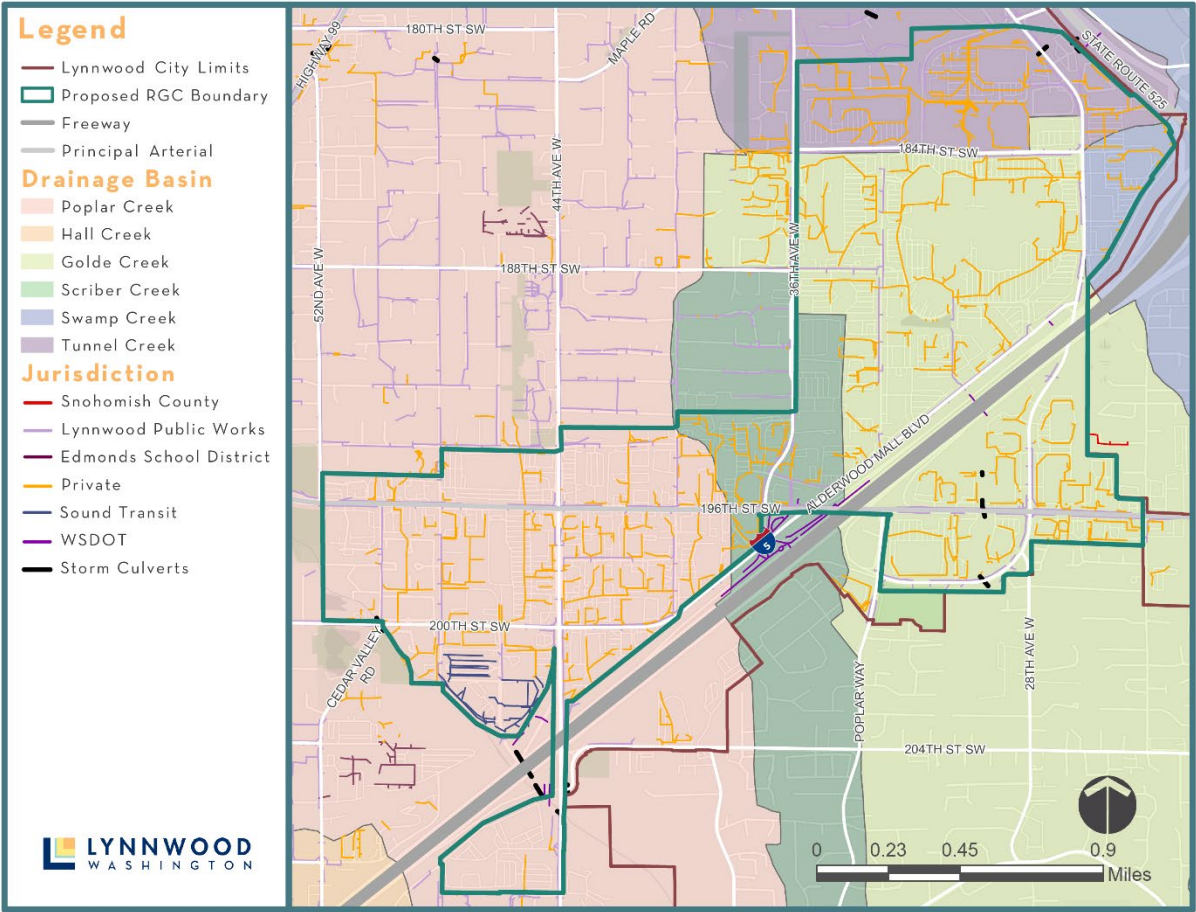 Legend
Lynnwood City Limits
Proposed RGC Boundary
Freeway
Principal Arterial
Drainage Basin
Poplar Creek
Hall Creek
Golde Creek
Scriber Creek
Swamp Creek
Tunnel Creek
Jurisdiction
Snohomish County
Lynnwood Public Works
Edmonds School District
Private
Sound Transit
WSDOT
Storm Culverts
LYNNWOOD
WASHINGTON
180TH ST SW
HIGHWAY 99
MAPLE RD
STATE ROUTE 525
184TH ST SW
44TH AVE W
52ND AVE W
36TH AVE W
188TH ST SW
ALDERWOOD MALL BLVD
196TH ST SW
5
200TH ST SW
CEDAR VALLEY
RD
POPLAR WAY
28TH AVE W
204TH ST SW
0 0.23 0.45 0.9
Miles